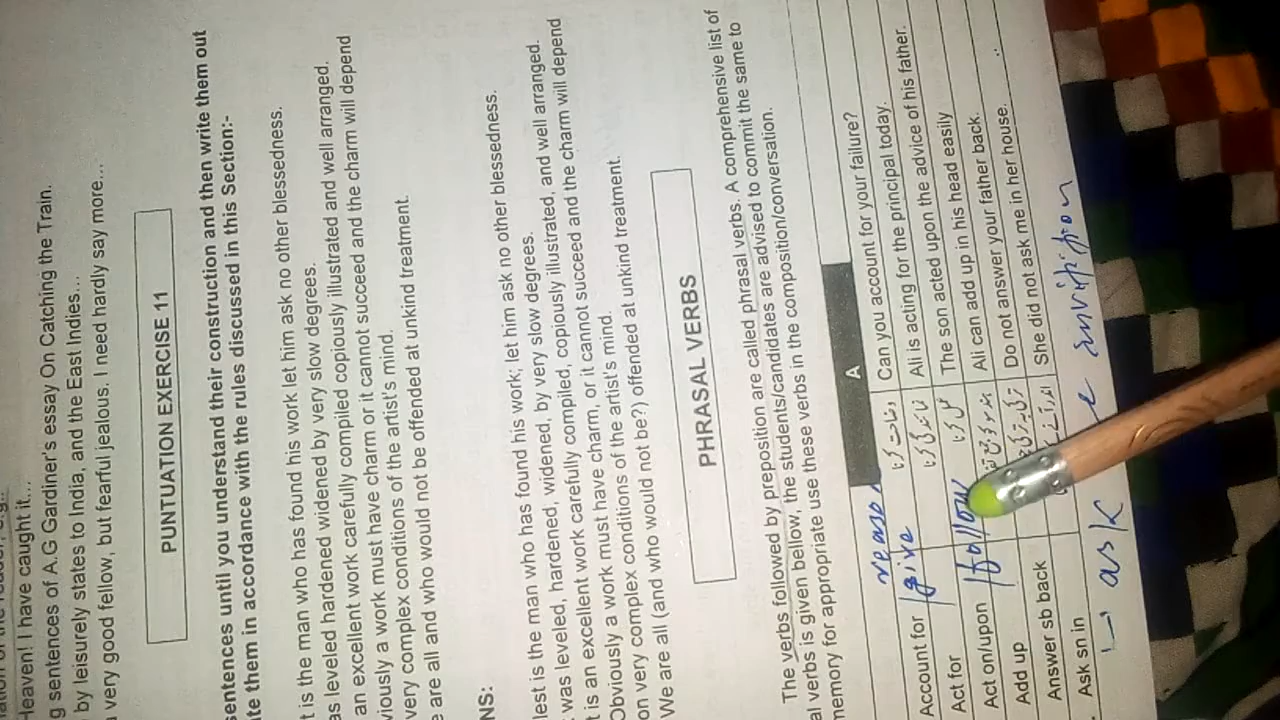 Heaven! I have caught it...
g sentences of A.G Gardiner's essay On Catching the Train.
by leisurely states to India, and the East Indies...
very good fellow, but fearful jealous. I need hardly say more...
PUNTUATION EXERCISE 11
sentences until you understand their construction and then write them out
te them in accordance with the rules discussed in this Section:-
t is the man who has found his work let him ask no other blessedness.
as leveled hardened widened by very slow degrees.
an excellent work carefully compiled copiously illustrated and well arranged.
viously a work must have charm or it cannot succeed and the charm will depend
very complex conditions of the artist's mind.
e are all and who would not be offended at unkind treatment.
NS:
lest is the man who has found his work; let him ask no other blessedness.
was leveled, hardened, widened, by very slow degrees.
t is an excellent work carefully compiled, copiously illustrated, and well arranged.
Obviously a work must have charm, or it cannot succeed and the charm will depend
on very complex conditions of the artist's mind.
We are all (and who would not be?) offended at unkind treatment.
PHRASAL VERBS
The verbs followed by preposition are called phrasal verbs. A comprehensive list of
al verbs is given bellow, the students/candidates are advised to commit the same to
memory for appropriate use these verbs in the composition/conversation.
A
give
Account for وضاحت کرنا Can you account for your failure?
Act for Ali is acting for the principal today.
follow
Act on/upon عمل کرنا The son acted upon the advice of his father.
Add up Ali can add up in his head easily
Answer sb back Do not answer your father back.
Ask sn in She did not ask me in her house.
→ ask invitition